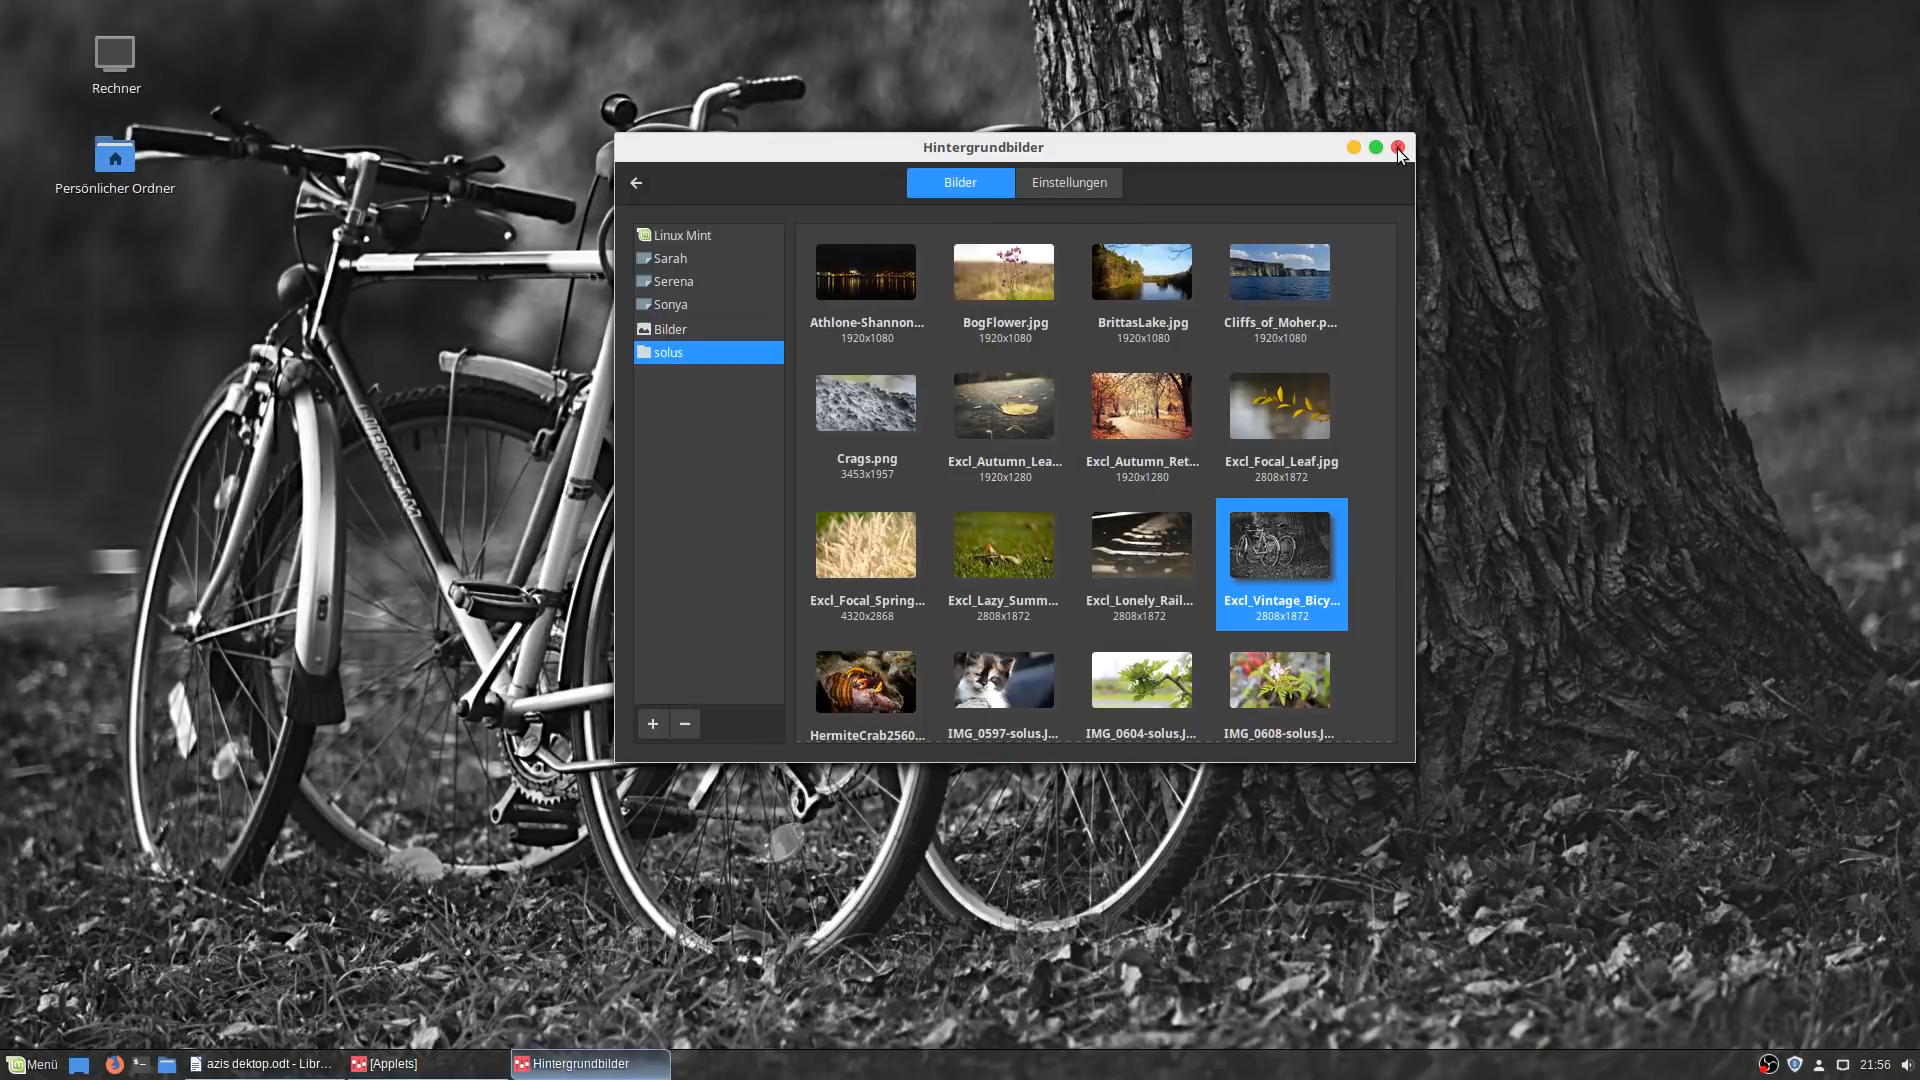 Rechner
Persönlicher Ordner
Hintergrundbilder
Bilder
Einstellungen
Linux Mint
Sarah
Serena
Sonya
Bilder
solus
Athlone-Shannon...
1920x1080
BogFlower.jpg
1920x1080
BrittasLake.jpg
1920x1080
Cliffs_of_Moher.p...
1920x1080
Crags.png
3453x1957
Excl_Autumn_Lea...
1920x1280
Excl_Autumn_Ret...
1920x1280
Excl_Focal_Leaf.jpg
2808x1872
Excl_Focal_Spring...
4320x2868
Excl_Lazy_Summ...
2808x1872
Excl_Lonely_Rail...
2808x1872
Excl_Vintage_Bicy...
2808x1872
HermiteCrab2560...
IMG_0597-solus.J...
IMG_0604-solus.J...
IMG_0608-solus.J...
Menü
azis dektop.odt - Libr...
[Applets]
Hintergrundbilder
21:56